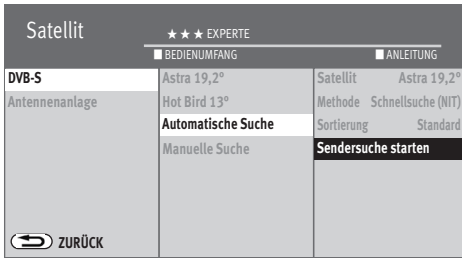 Satellit
★ ★ ★ EXPERTE
BEDIENUMFANG
ANLEITUNG
DVB-S
Antennenanlage
Astra 19,2°
Hot Bird 13°
Automatische Suche
Manuelle Suche
Satellit Astra 19,2°
Methode Schnellsuche (NIT)
Sortierung Standard
Sendersuche starten
ZURÜCK